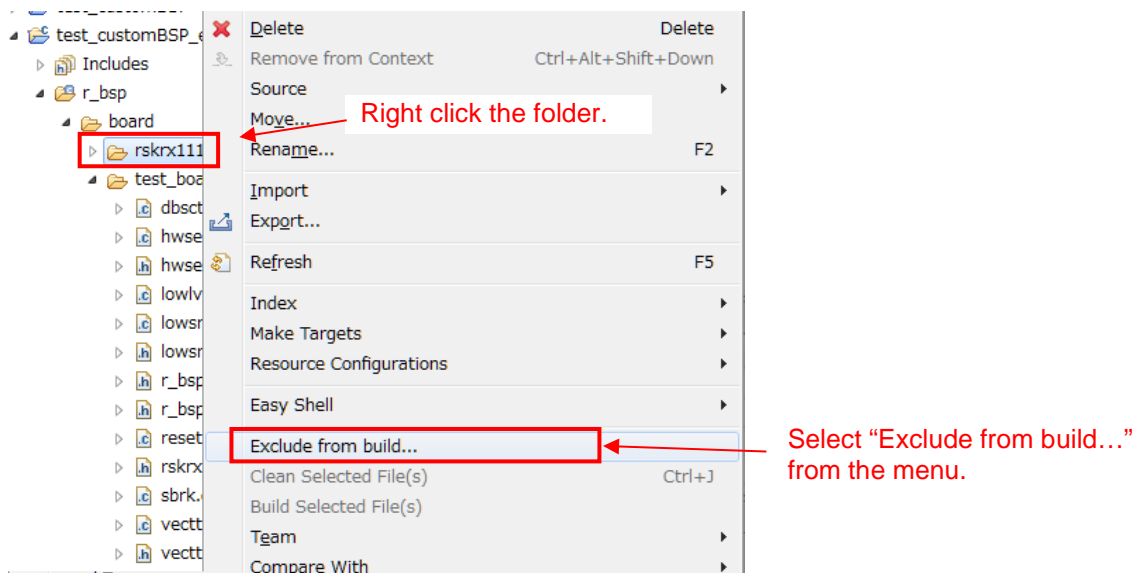 test_customBSP_e
Includes
r_bsp
board
rskrx111
test_boa
dbsct
hwse
hwse
lowlv
lowsr
lowsr
r_bsp
r_bsp
reset
rskrx
sbrk.
vectt
vectt
Delete Delete
Remove from Context Ctrl+Alt+Shift+Down
Source
Move...
Rename... F2
Import
Export...
Refresh F5
Index
Make Targets
Resource Configurations
Easy Shell
Exclude from build...
Clean Selected File(s) Ctrl+J
Build Selected File(s)
Team
Compare With
Right click the folder.
Select “Exclude from build…”
from the menu.